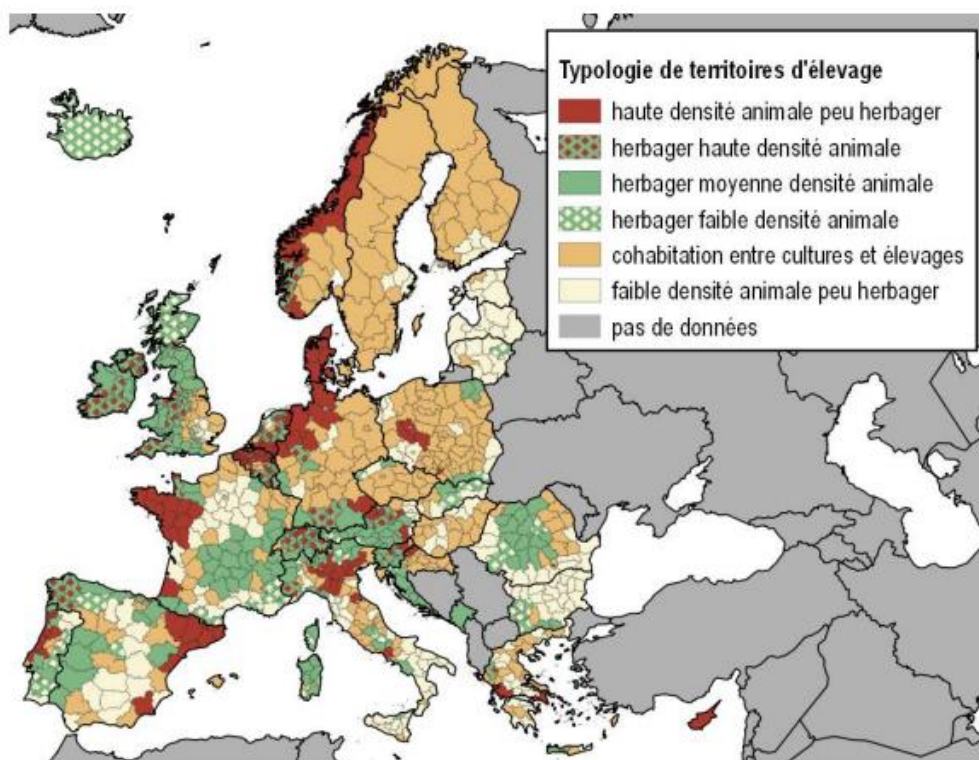 Typologie de territoires d'élevage
haute densité animale peu herbager
herbager haute densité animale
herbager moyenne densité animale
herbager faible densité animale
cohabitation entre cultures et élevages
faible densité animale peu herbager
pas de données